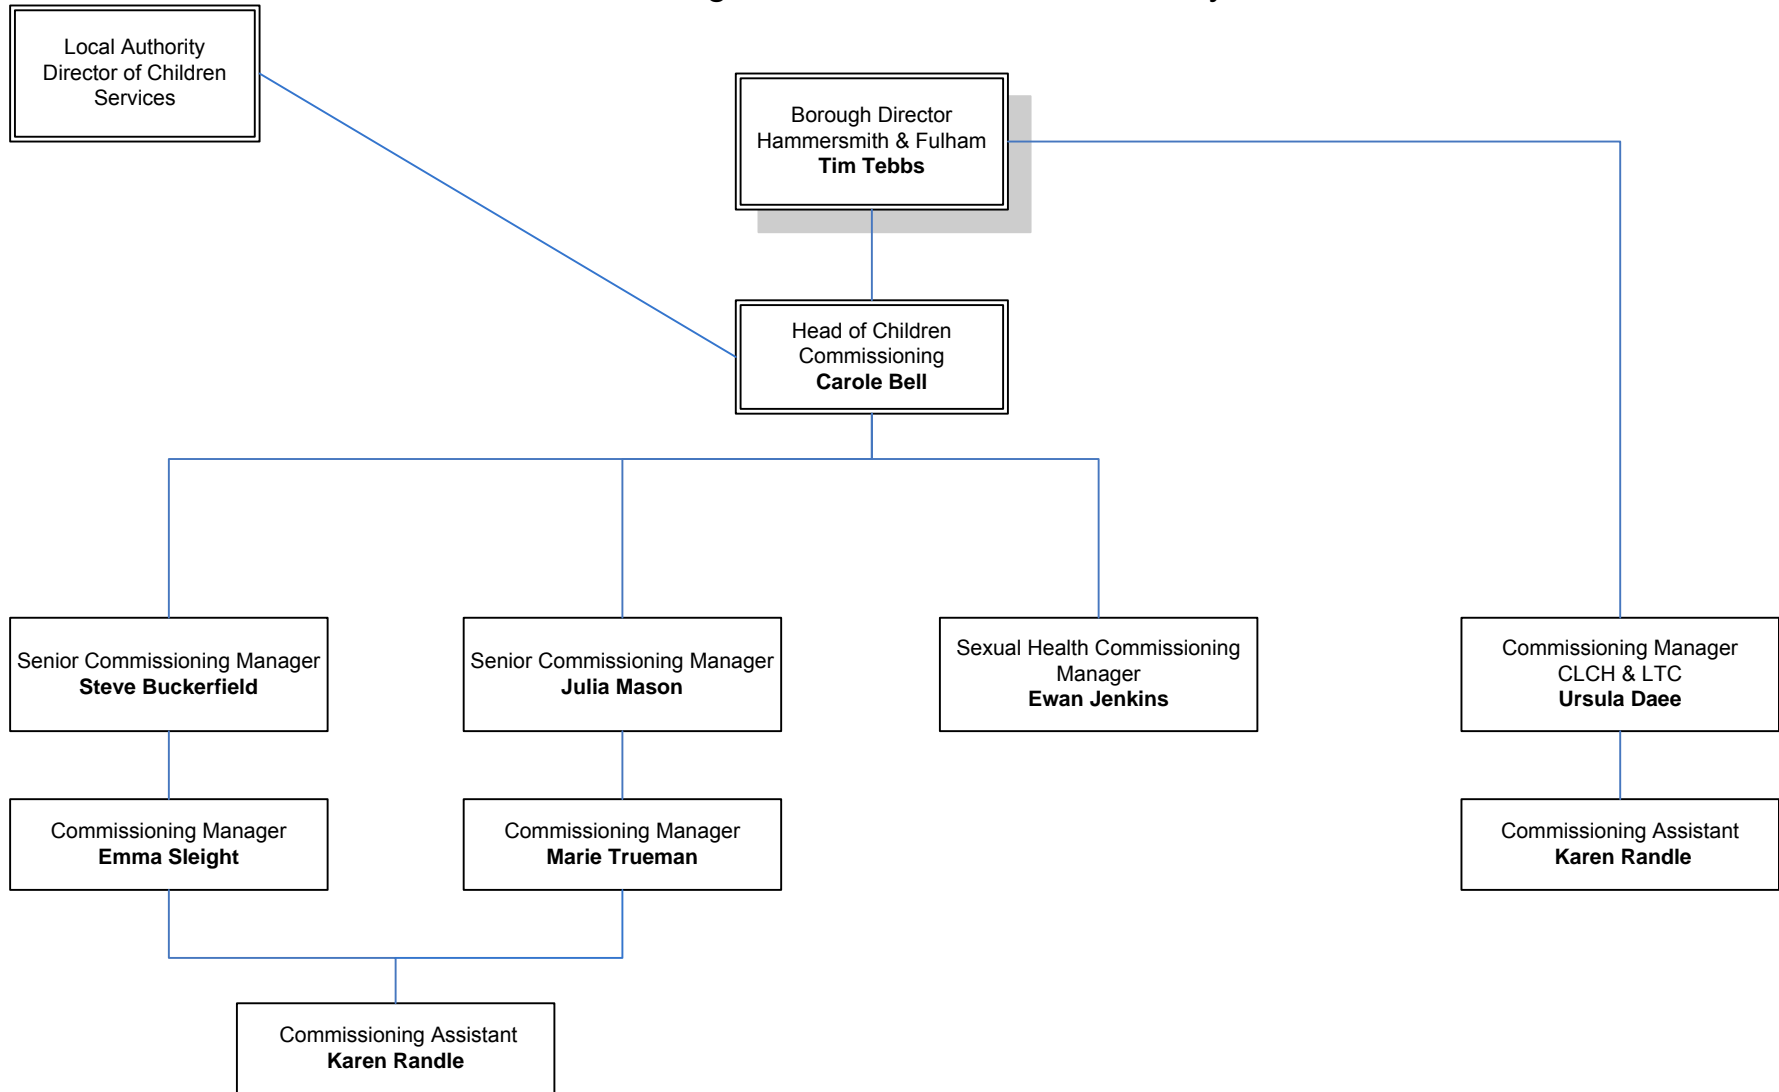 Local Authority
Director of Children
Services
Borough Director
Hammersmith & Fulham
Tim Tebbs
Head of Children
Commissioning
Carole Bell
Senior Commissioning Manager
Steve Buckerfield
Senior Commissioning Manager
Julia Mason
Sexual Health Commissioning
Manager
Ewan Jenkins
Commissioning Manager
CLCH & LTC
Ursula Daee
Commissioning Manager
Emma Sleight
Commissioning Manager
Marie Trueman
Commissioning Assistant
Karen Randle
Commissioning Assistant
Karen Randle